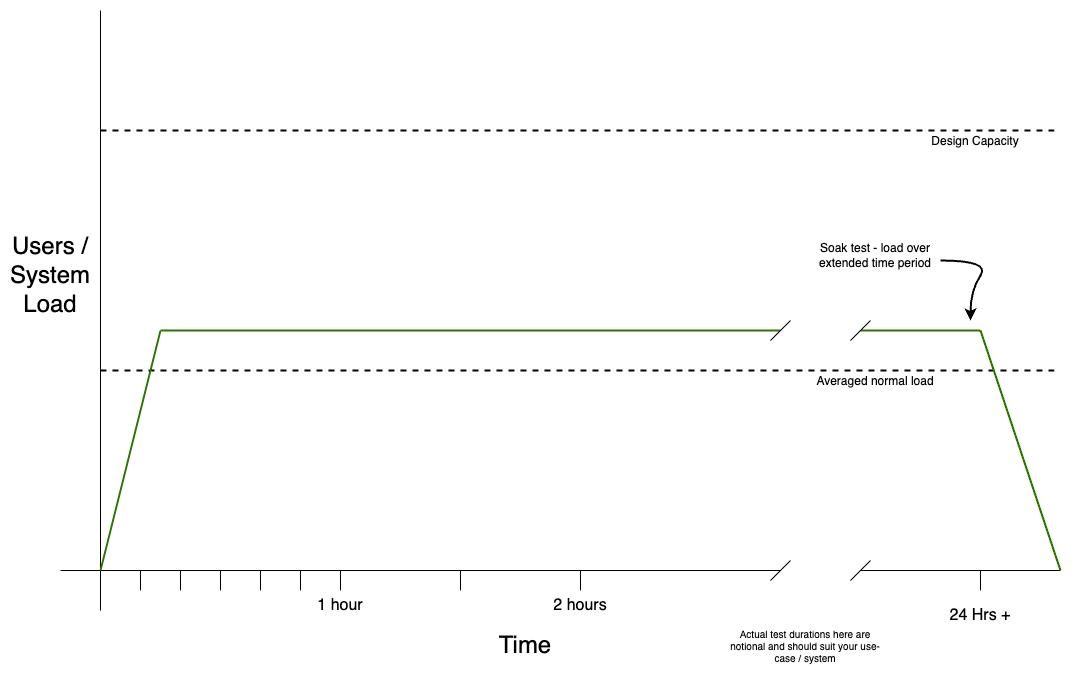 Design Capacity
Users /
System
Load
Soak test - load over
extended time period
Averaged normal load
1 hour
2 hours
24 Hrs +
Time
Actual test durations here are
notional and should suit your use-
case / system